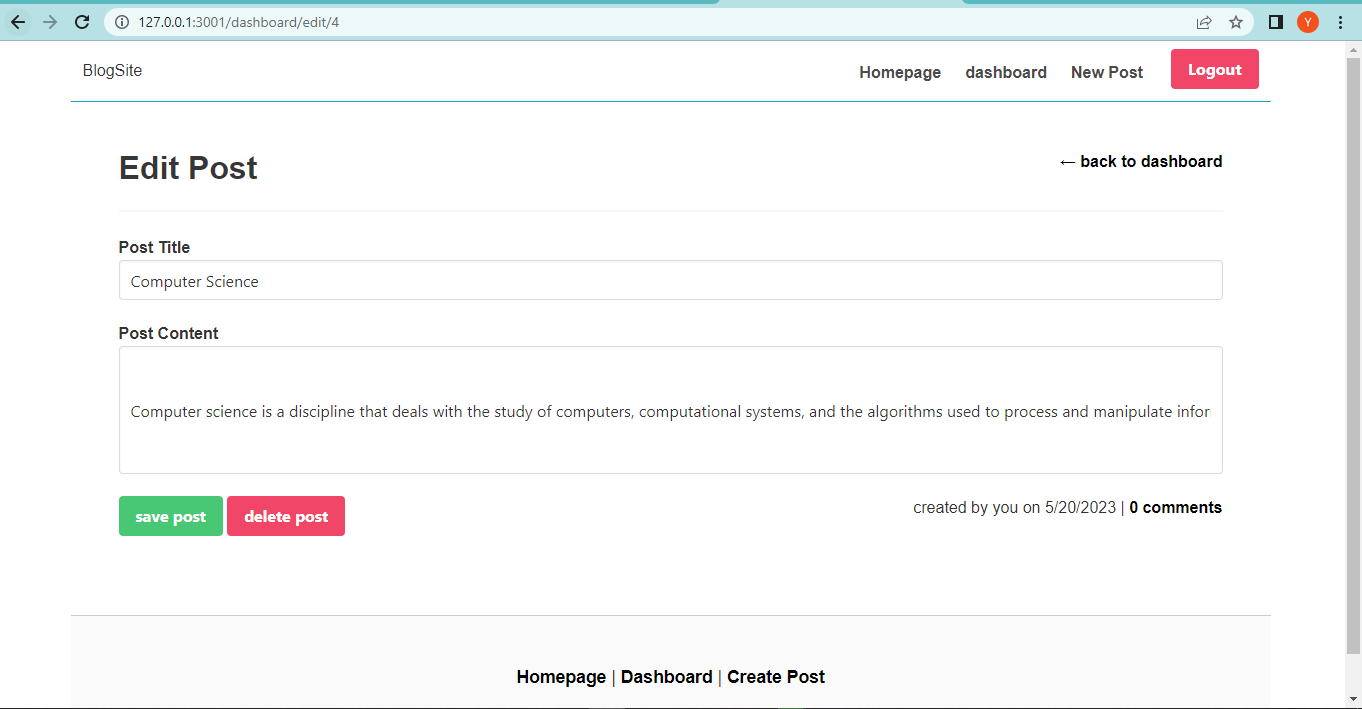 127.0.0.1:3001/dashboard/edit/4
Y
BlogSite
Homepage dashboard New Post Logout
Edit Post
← back to dashboard
Post Title
Computer Science
Post Content
Computer science is a discipline that deals with the study of computers, computational systems, and the algorithms used to process and manipulate infor
save post delete post
created by you on 5/20/2023 | 0 comments
Homepage | Dashboard | Create Post